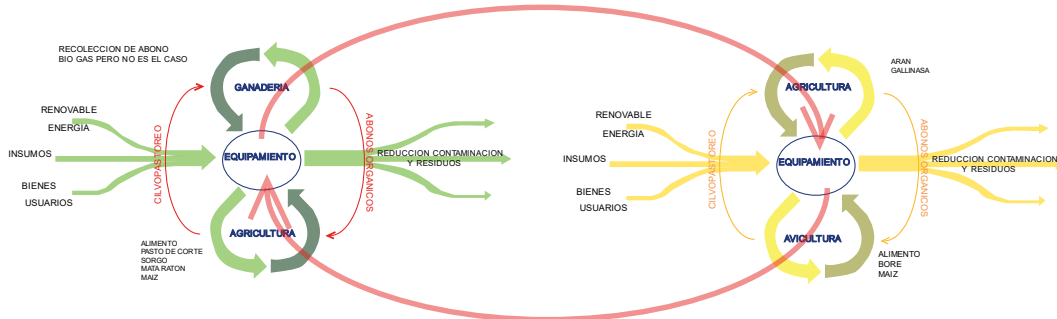 RECOLECCION DE ABONO
BIO GAS PERO NO ES EL CASO
GANADERIA
RENOVABLE
ENERGIA
INSUMOS
BIENES
USUARIOS
CILVOPASTOREO
EQUIPAMIENTO
ABONOS ORGANICOS
REDUCCION CONTAMINACION
Y RESIDUOS
AGRICULTURA
ALIMENTO
PASTO DE CORTE
SORGO
MATA RATON
MAIZ
ARAN
GALLINASA
AGRICULTURA
RENOVABLE
ENERGIA
INSUMOS
BIENES
USUARIOS
CILVOPASTOREO
EQUIPAMIENTO
ABONOS ORGANICOS
REDUCCION CONTAMINACION
Y RESIDUOS
AVICULTURA
ALIMENTO
BORE
MAIZ